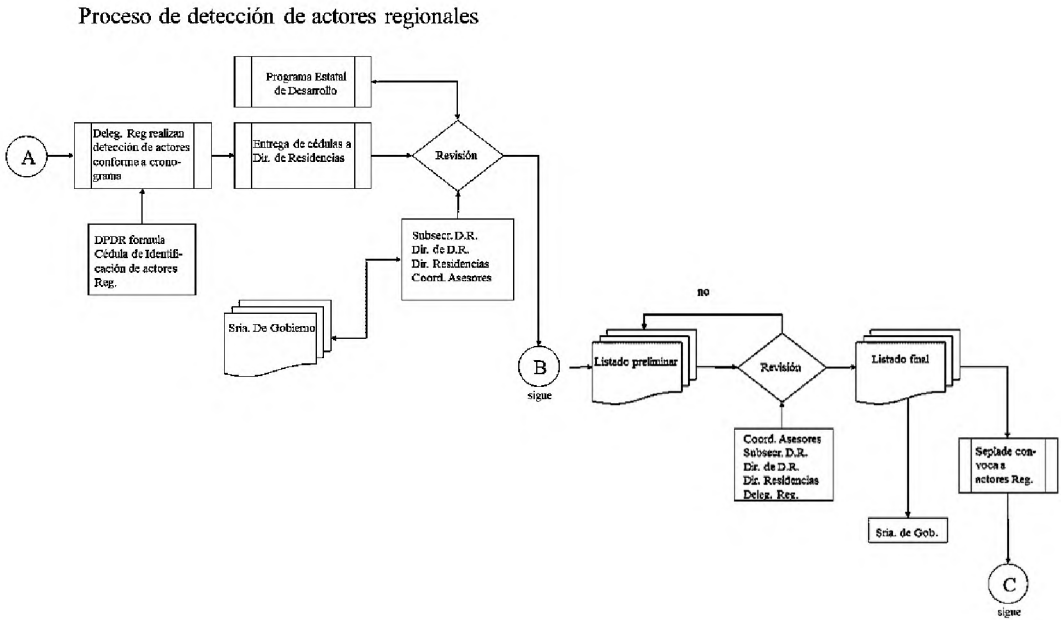 Proceso de detección de actores regionales
Programa Estatal
de Desarrollo
A
Deleg. Reg realizan
detección de actores
conforme a crono-
grama
Entrega de cédulas a
Dir. de Residencias
Revisión
DPDR formula
Cédula de Identifi-
cación de actores
Reg.
Subsecr. D.R.
Dir. de D.R.
Dir. Residencias
Coord. Asesores
Sria. De Gobierno
B
sigue
no
Listado preliminar
Revisión
Listado final
Coord. Asesores
Subsecr. D.R.
Dir. de D.R.
Dir. Residencias
Deleg. Reg.
Seplade con-
voca a
actores Reg.
Sria. de Gob.
C
sigue